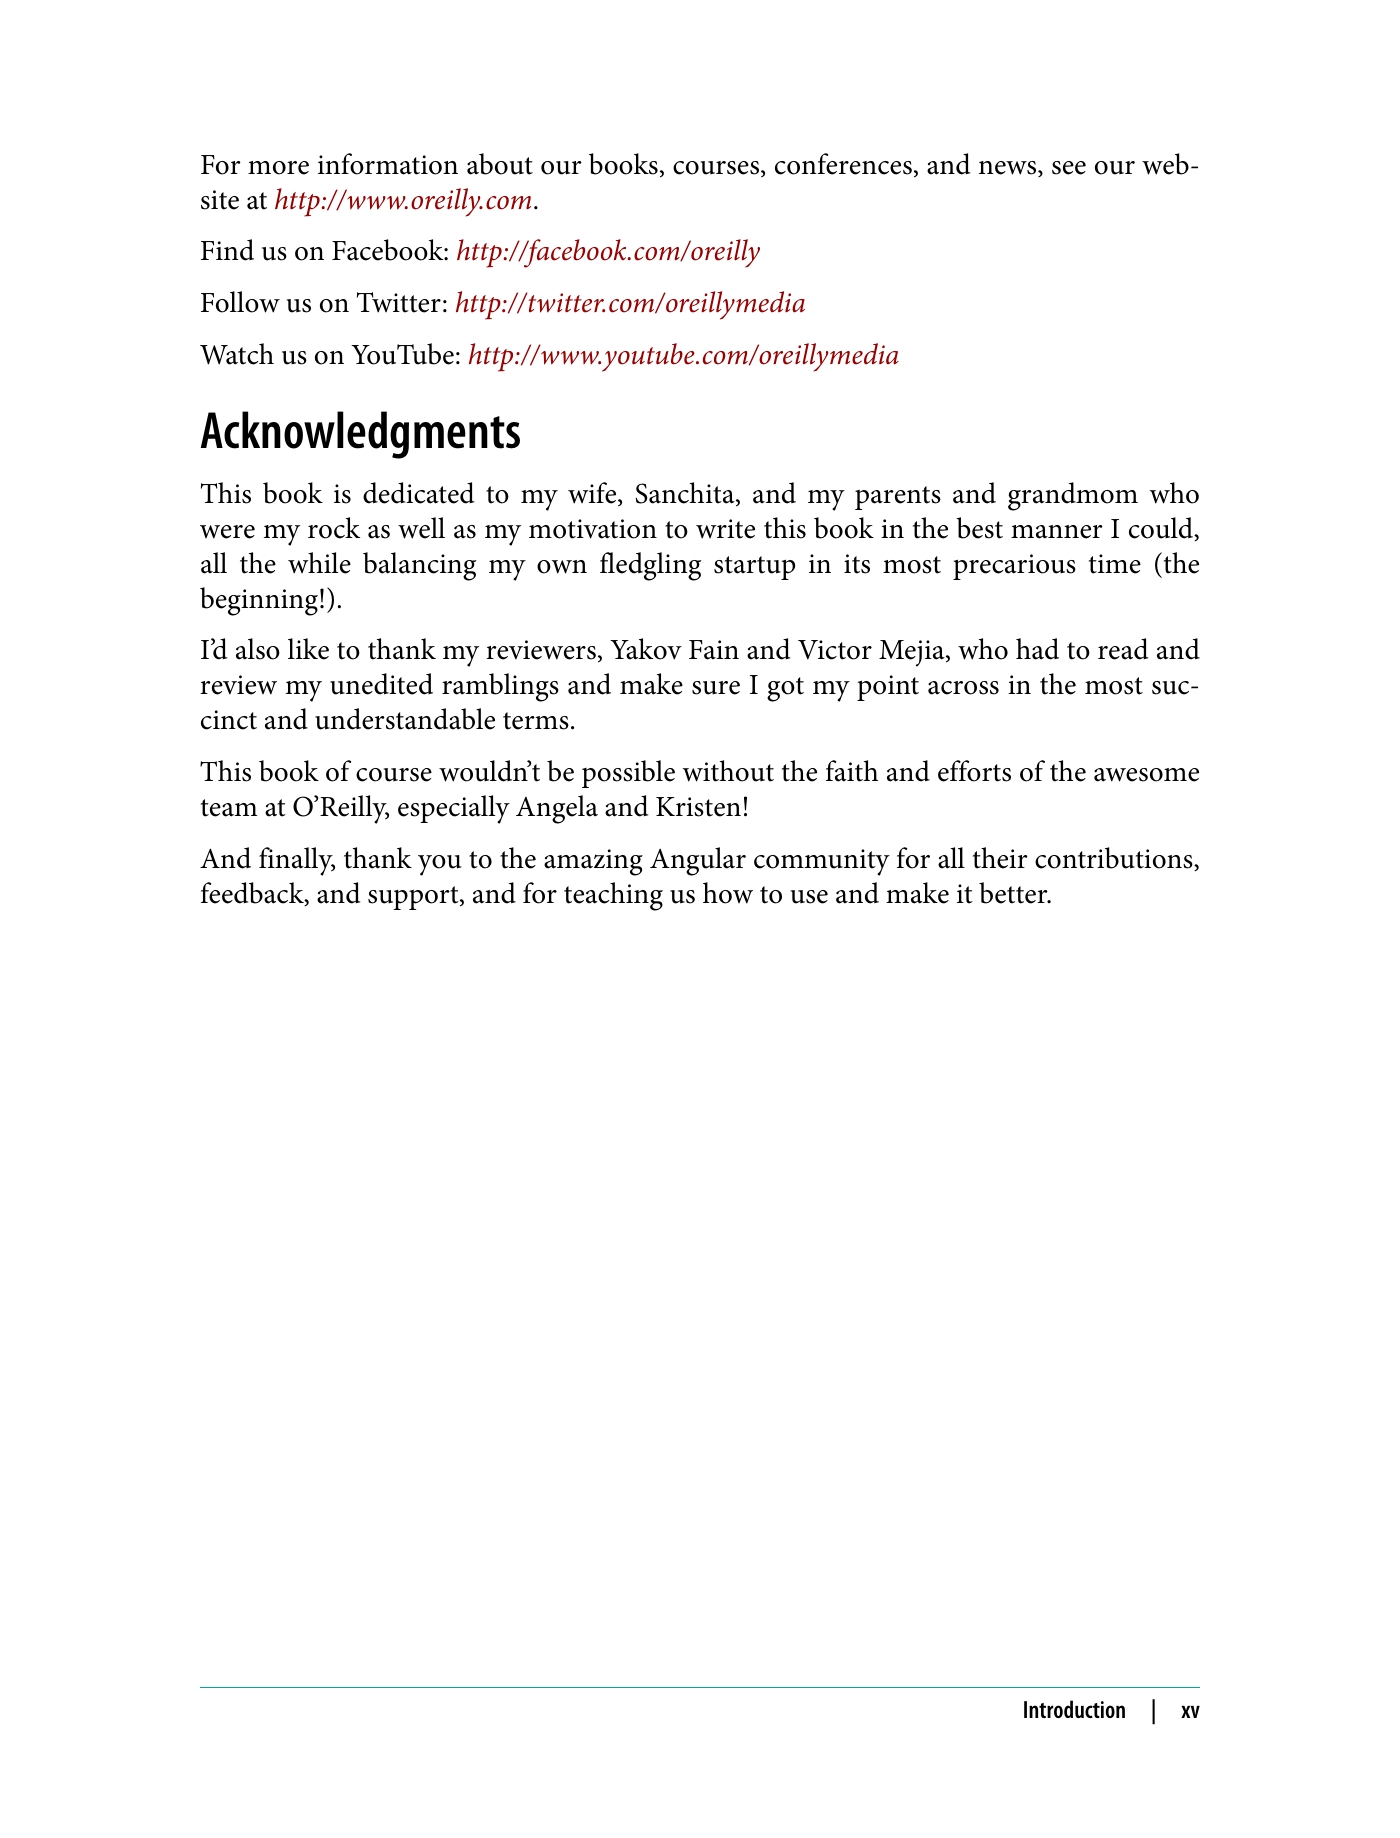 For more information about our books, courses, conferences, and news, see our web-
site at http://www.oreilly.com.
Find us on Facebook: http://facebook.com/oreilly
Follow us on Twitter: http://twitter.com/oreillymedia
Watch us on YouTube: http://www.youtube.com/oreillymedia
Acknowledgments
This book is dedicated to my wife, Sanchita, and my parents and grandmom who
were my rock as well as my motivation to write this book in the best manner I could,
all the while balancing my own fledgling startup in its most precarious time (the
beginning!).
I’d also like to thank my reviewers, Yakov Fain and Victor Mejia, who had to read and
review my unedited ramblings and make sure I got my point across in the most suc-
cinct and understandable terms.
This book of course wouldn’t be possible without the faith and efforts of the awesome
team at O’Reilly, especially Angela and Kristen!
And finally, thank you to the amazing Angular community for all their contributions,
feedback, and support, and for teaching us how to use and make it better.
Introduction | xv